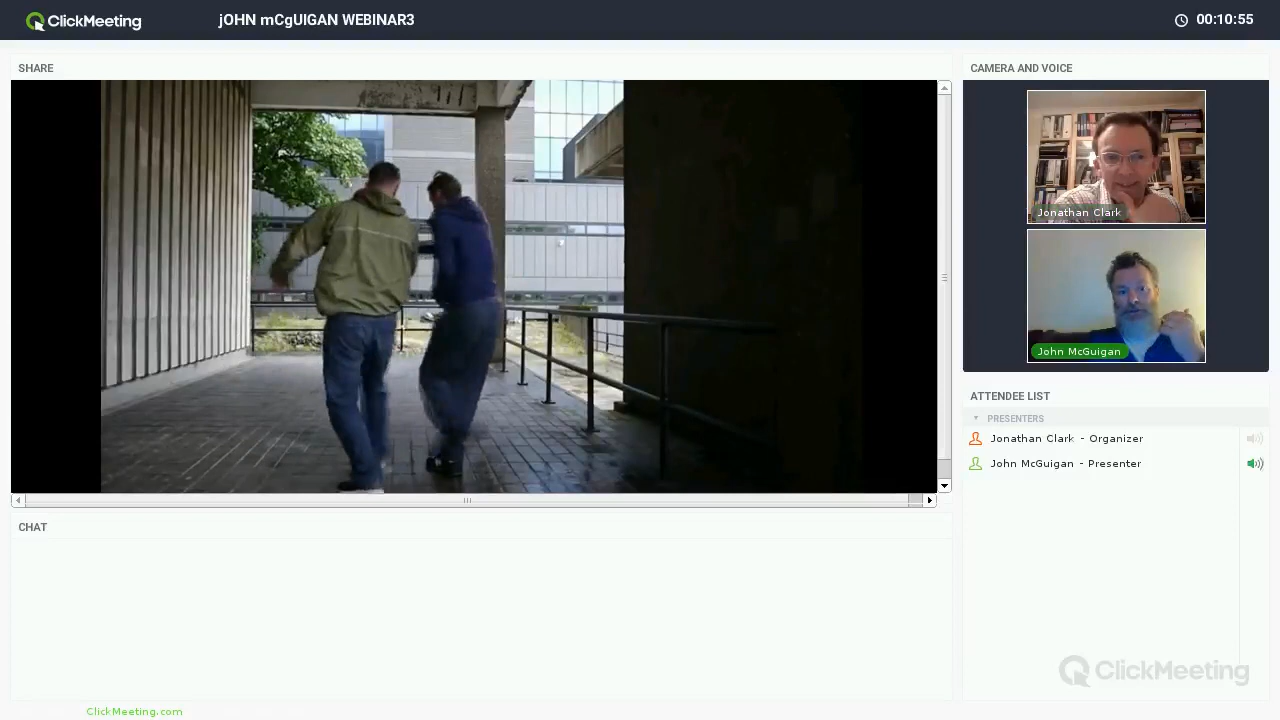 ClickMeeting
jOHN mCgUIGAN WEBINAR3
00:10:55
SHARE
CAMERA AND VOICE
Jonathan Clark
John McGuigan
ATTENDEE LIST
PRESENTERS
Jonathan Clark - Organizer
John McGuigan - Presenter
CHAT
ClickMeeting
ClickMeeting.com